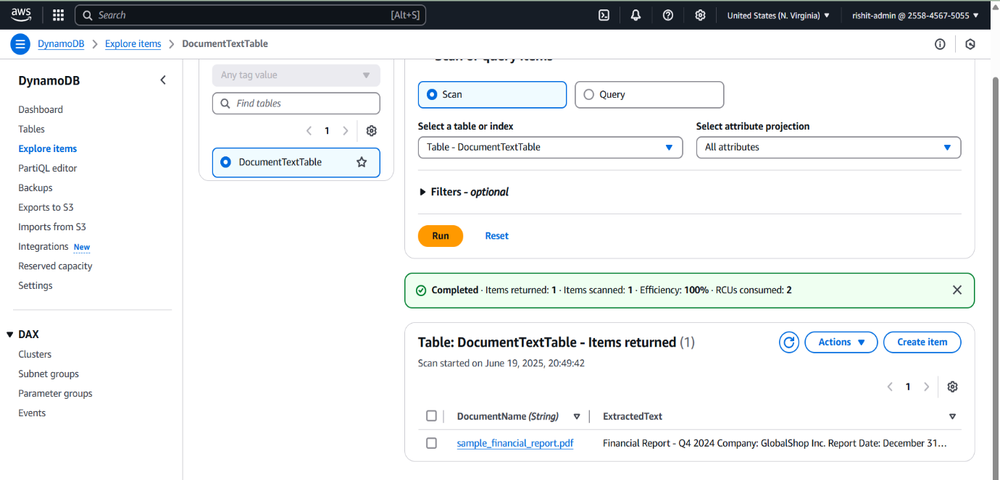 aws
Search
[Alt+S]
United States (N. Virginia)
rishit-admin @ 2558-4567-5055
DynamoDB
Explore items
DocumentTextTable
DynamoDB
Dashboard
Tables
Explore items
PartiQL editor
Backups
Exports to S3
Imports from S3
Integrations New
Reserved capacity
Settings
DAX
Clusters
Subnet groups
Parameter groups
Events
Any tag value
Find tables
1
DocumentTextTable
Scan or query items
Scan
Query
Select a table or index
Table - DocumentTextTable
Select attribute projection
All attributes
Filters - optional
Run
Reset
Completed · Items returned: 1 · Items scanned: 1 · Efficiency: 100% · RCUs consumed: 2
Table: DocumentTextTable - Items returned (1)
Scan started on June 19, 2025, 20:49:42
Actions
Create item
1
DocumentName (String)
ExtractedText
sample_financial_report.pdf
Financial Report - Q4 2024 Company: GlobalShop Inc. Report Date: December 31...